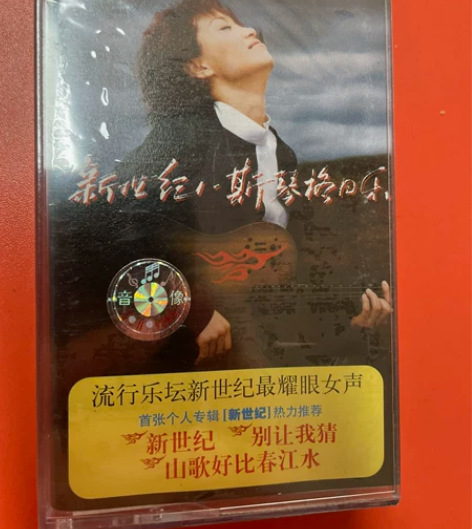 新世纪八斯琴格日乐
音 像
流行乐坛新世纪最耀眼女声
首张个人专辑[新世纪]热力推荐
新世纪 别让我猜
山歌好比春江水